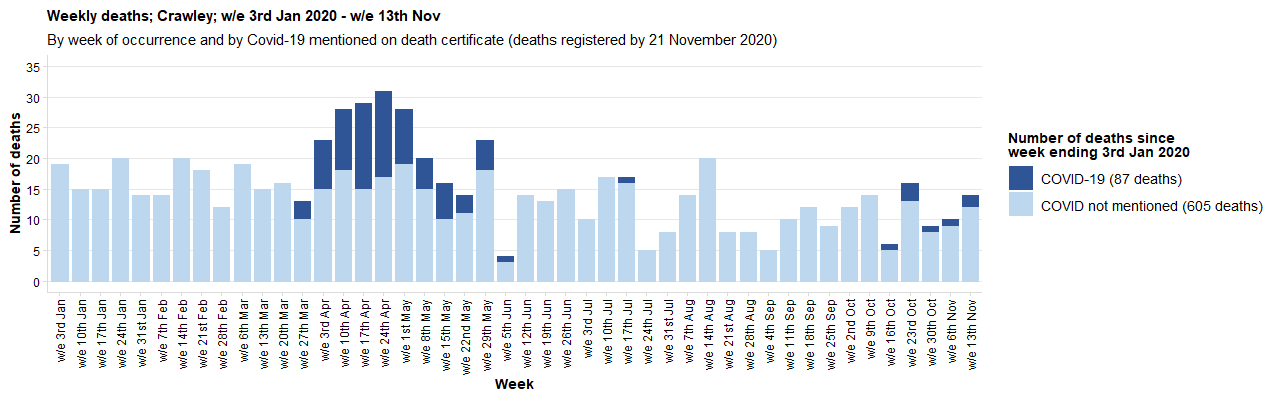 Weekly deaths; Crawley; w/e 3rd Jan 2020 - w/e 13th Nov
By week of occurrence and by Covid-19 mentioned on death certificate (deaths registered by 21 November 2020)
Number of deaths
35
30
25
20
15
10
5
0
w/e 3rd Jan
w/e 10th Jan
w/e 17th Jan
w/e 24th Jan
w/e 31st Jan
w/e 7th Feb
w/e 14th Feb
w/e 21st Feb
w/e 28th Feb
w/e 6th Mar
w/e 13th Mar
w/e 20th Mar
w/e 27th Mar
w/e 3rd Apr
w/e 10th Apr
w/e 17th Apr
w/e 24th Apr
w/e 1st May
w/e 8th May
w/e 15th May
w/e 22nd May
w/e 29th May
w/e 5th Jun
w/e 12th Jun
w/e 19th Jun
w/e 26th Jun
w/e 3rd Jul
w/e 10th Jul
w/e 17th Jul
w/e 24th Jul
w/e 31st Jul
w/e 7th Aug
w/e 14th Aug
w/e 21st Aug
w/e 28th Aug
w/e 4th Sep
w/e 11th Sep
w/e 18th Sep
w/e 25th Sep
w/e 2nd Oct
w/e 9th Oct
w/e 16th Oct
w/e 23rd Oct
w/e 30th Oct
w/e 6th Nov
w/e 13th Nov
Week
Number of deaths since
week ending 3rd Jan 2020
COVID-19 (87 deaths)
COVID not mentioned (605 deaths)